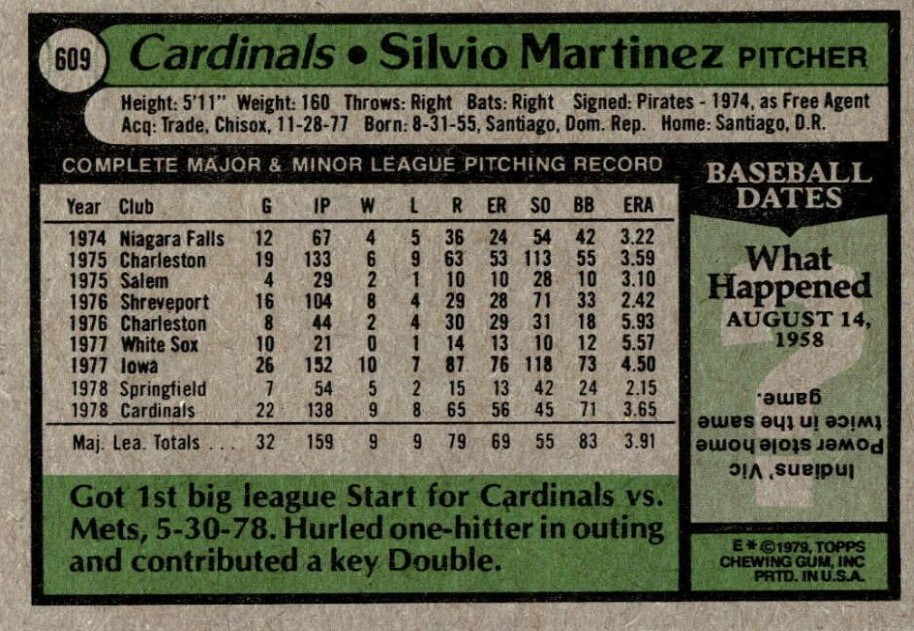 609
Cardinals • Silvio Martinez PITCHER
Height: 5'11" Weight: 160 Throws: Right Bats: Right Signed: Pirates - 1974, as Free Agent
Acq: Trade, Chisox, 11-28-77 Born: 8-31-55, Santiago, Dom. Rep. Home: Santiago, D.R.
COMPLETE MAJOR & MINOR LEAGUE PITCHING RECORD
Year Club G IP W L R ER SO BB ERA
1974 Niagara Falls 12 67 4 5 36 24 54 42 3.22
1975 Charleston 19 133 6 9 63 53 113 55 3.59
1975 Salem 4 29 2 1 10 10 28 10 3.10
1976 Shreveport 16 104 8 4 29 28 71 33 2.42
1976 Charleston 8 44 2 4 30 29 31 18 5.93
1977 White Sox 10 21 0 1 14 13 10 12 5.57
1977 Iowa 26 152 10 7 87 76 118 73 4.50
1978 Springfield 7 54 5 2 15 13 42 24 2.15
1978 Cardinals 22 138 9 8 65 56 45 71 3.65
Maj. Lea. Totals ... 32 159 9 9 79 69 55 83 3.91
Got 1st big league Start for Cardinals vs.
Mets, 5-30-78. Hurled one-hitter in outing
and contributed a key Double.
BASEBALL
DATES
What
Happened
AUGUST 14,
1958
?
Indians' Vic
Power stole home
twice in the same
game.
E * ©1979, TOPPS
CHEWING GUM, INC
PRTD. IN U.S.A.